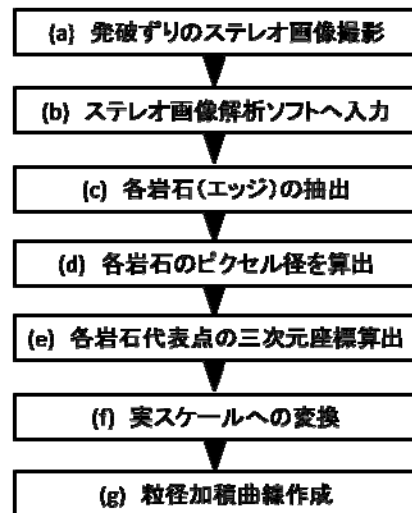 (a) 発破ずりのステレオ画像撮影
(b) ステレオ画像解析ソフトへ入力
(c) 各岩石(エッジ)の抽出
(d) 各岩石のピクセル径を算出
(e) 各岩石代表点の三次元座標算出
(f) 実スケールへの変換
(g) 粒径加積曲線作成